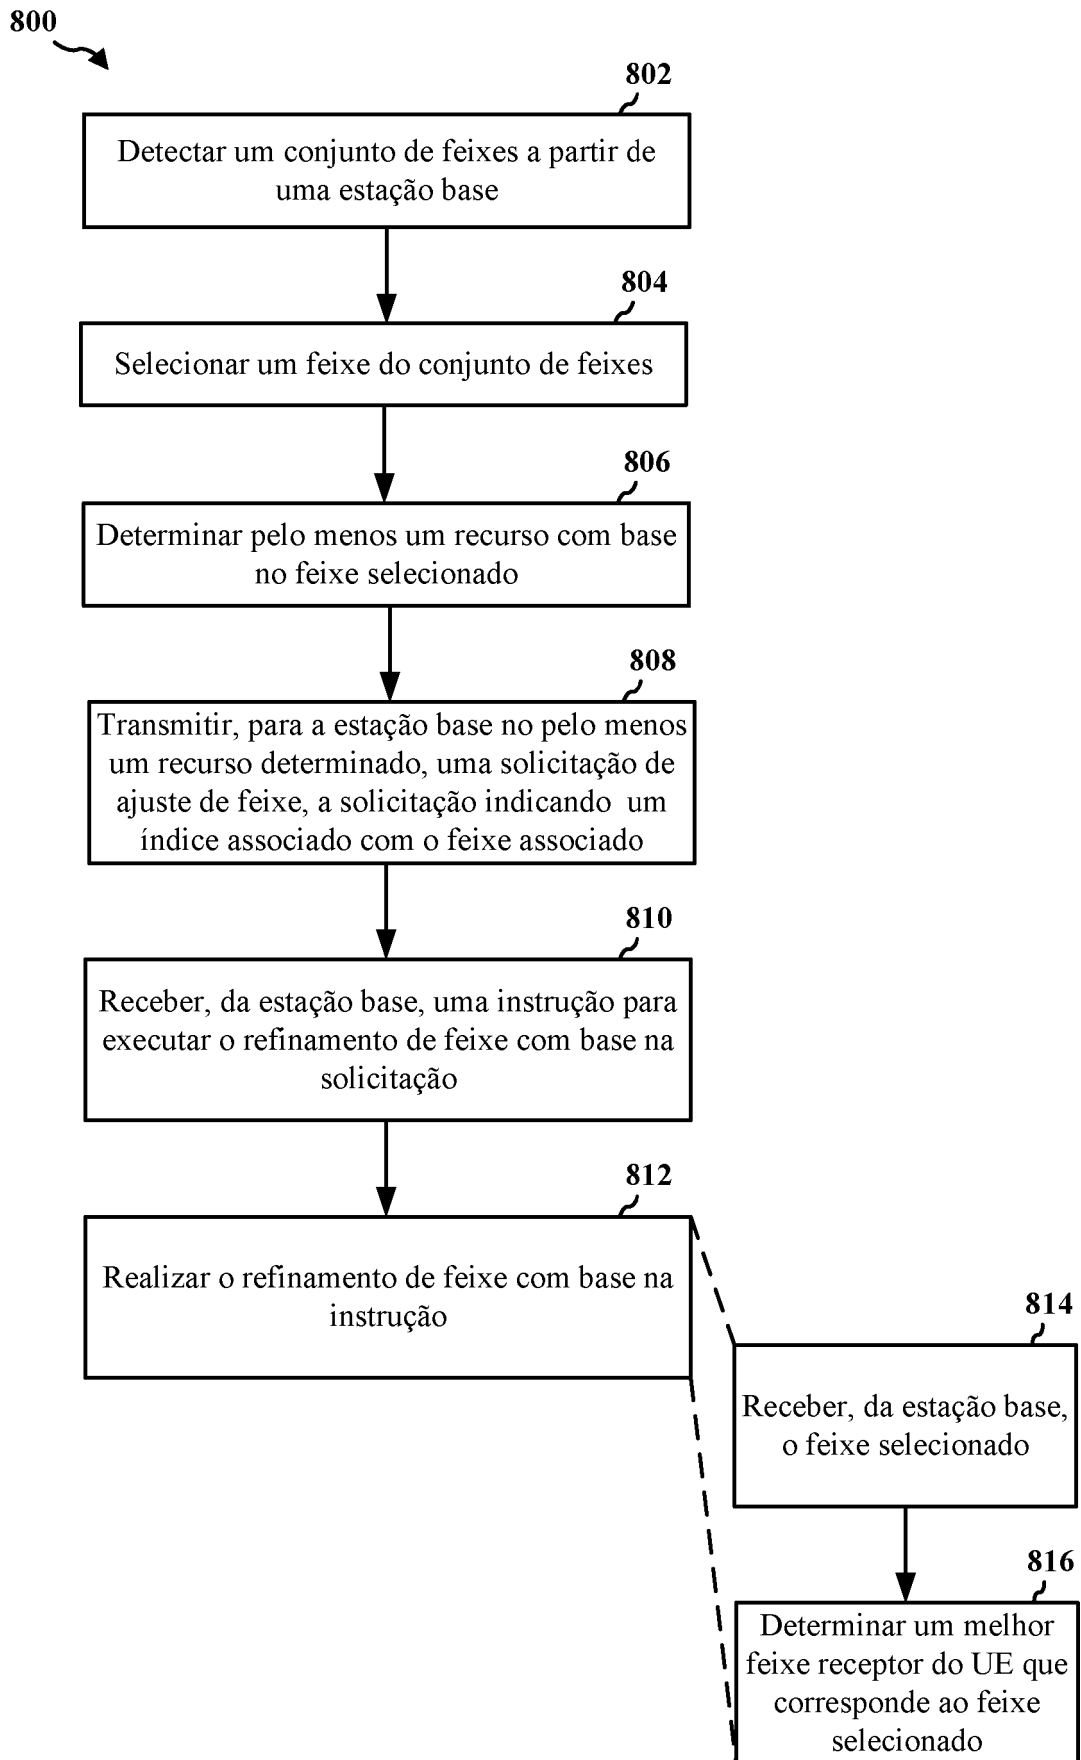 800
802
Detectar um conjunto de feixes a partir de
uma estação base
804
Selecionar um feixe do conjunto de feixes
806
Determinar pelo menos um recurso com base
no feixe selecionado
808
Transmitir, para a estação base no pelo menos
um recurso determinado, uma solicitação de
ajuste de feixe, a solicitação indicando um
índice associado com o feixe associado
810
Receber, da estação base, uma instrução para
executar o refinamento de feixe com base na
solicitação
812
Realizar o refinamento de feixe com base na
instrução
814
Receber, da estação base,
o feixe selecionado
816
Determinar um melhor
feixe receptor do UE que
corresponde ao feixe
selecionado